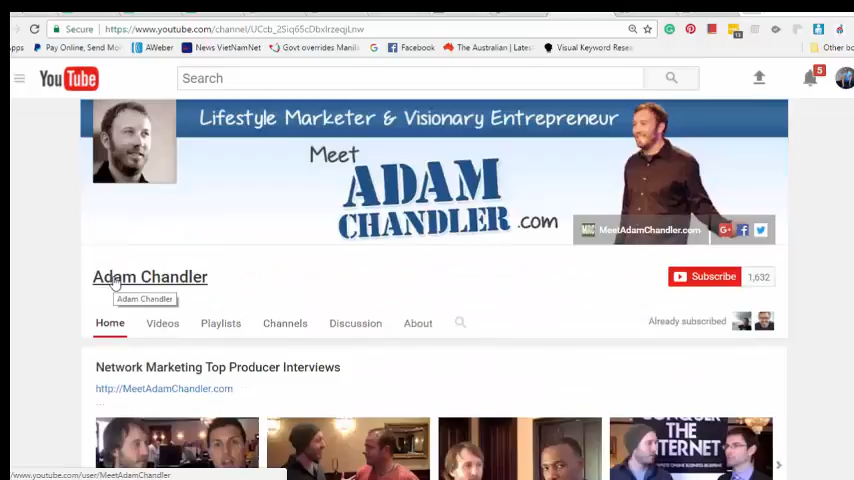 Secure https://www.youtube.com/channel/UCcb_2Siq65cDbxlrzeqjLnw
Apps Pay Online, Send Mo AWeber News VietNamNet Govt overrides Manila Facebook The Australian | Lates Visual Keyword Resea Other bo
YouTube Search 5
Lifestyle Marketer & Visionary Entrepreneur
Meet
ADAM
CHANDLER .com
MeetAdamChandler.com
Adam Chandler
Subscribe 1,632
Adam Chandler
Home Videos Playlists Channels Discussion About
Already subscribed
Network Marketing Top Producer Interviews
http://MeetAdamChandler.com
...
CONQUER
THE
INTERNET
/www.youtube.com/user/MeetAdamChandler